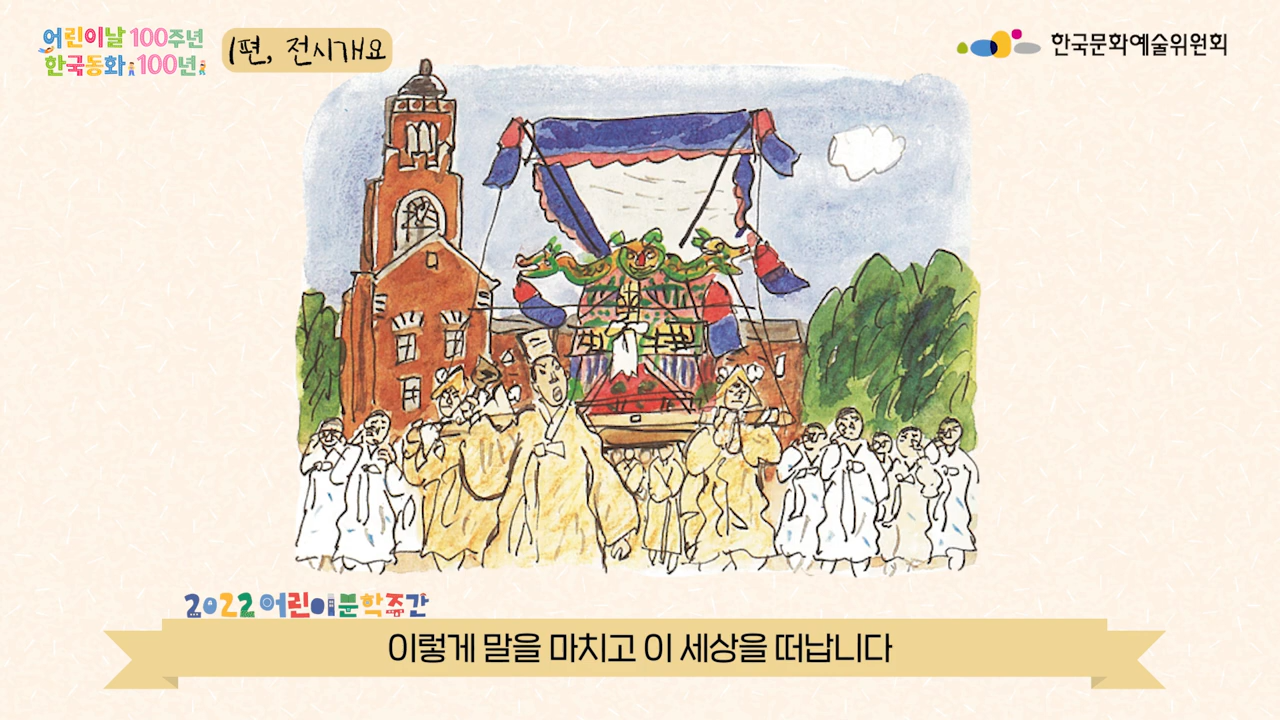 어린이날 100주년
한국동화 100년
1편, 전시개요
한국문화예술위원회
2022 어린이문학주간
이렇게 말을 마치고 이 세상을 떠납니다